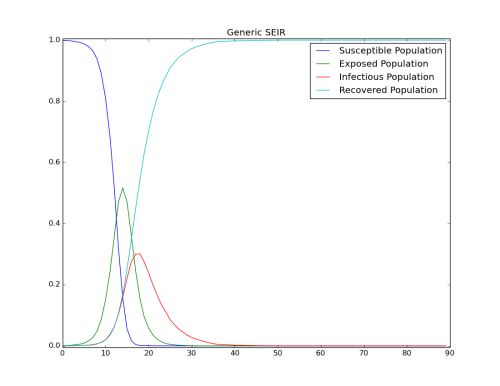 Generic SEIR
1.0
0.8
0.6
0.4
0.2
0.0
Susceptible Population
Exposed Population
Infectious Population
Recovered Population
0 10 20 30 40 50 60 70 80 90